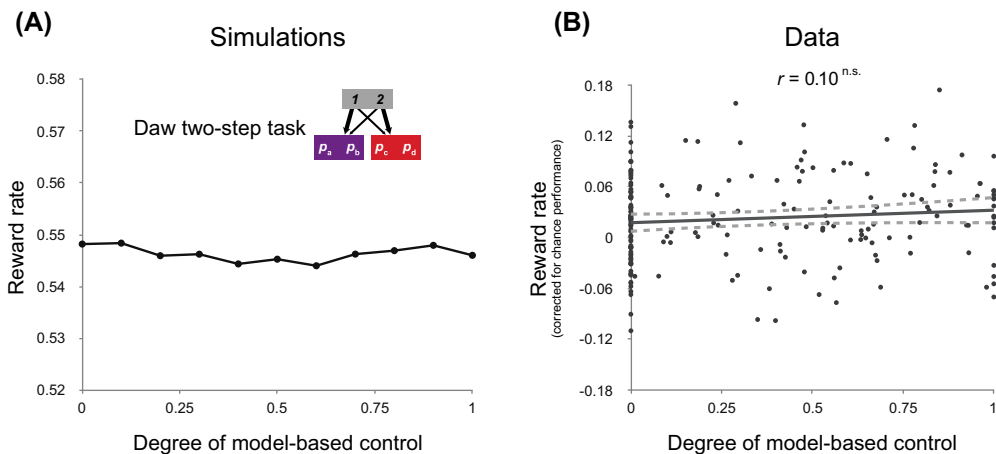 (A)
Simulations
0.58
0.57
0.56
0.55
0.54
0.53
0.52
Reward rate
Daw two-step task
1 2
pa pb pc pd
0 0.25 0.5 0.75 1
Degree of model-based control
(B)
Data
r = 0.10 n.s.
0.18
0.12
0.06
0
-0.06
-0.12
-0.18
Reward rate
(corrected for chance performance)
0 0.25 0.5 0.75 1
Degree of model-based control